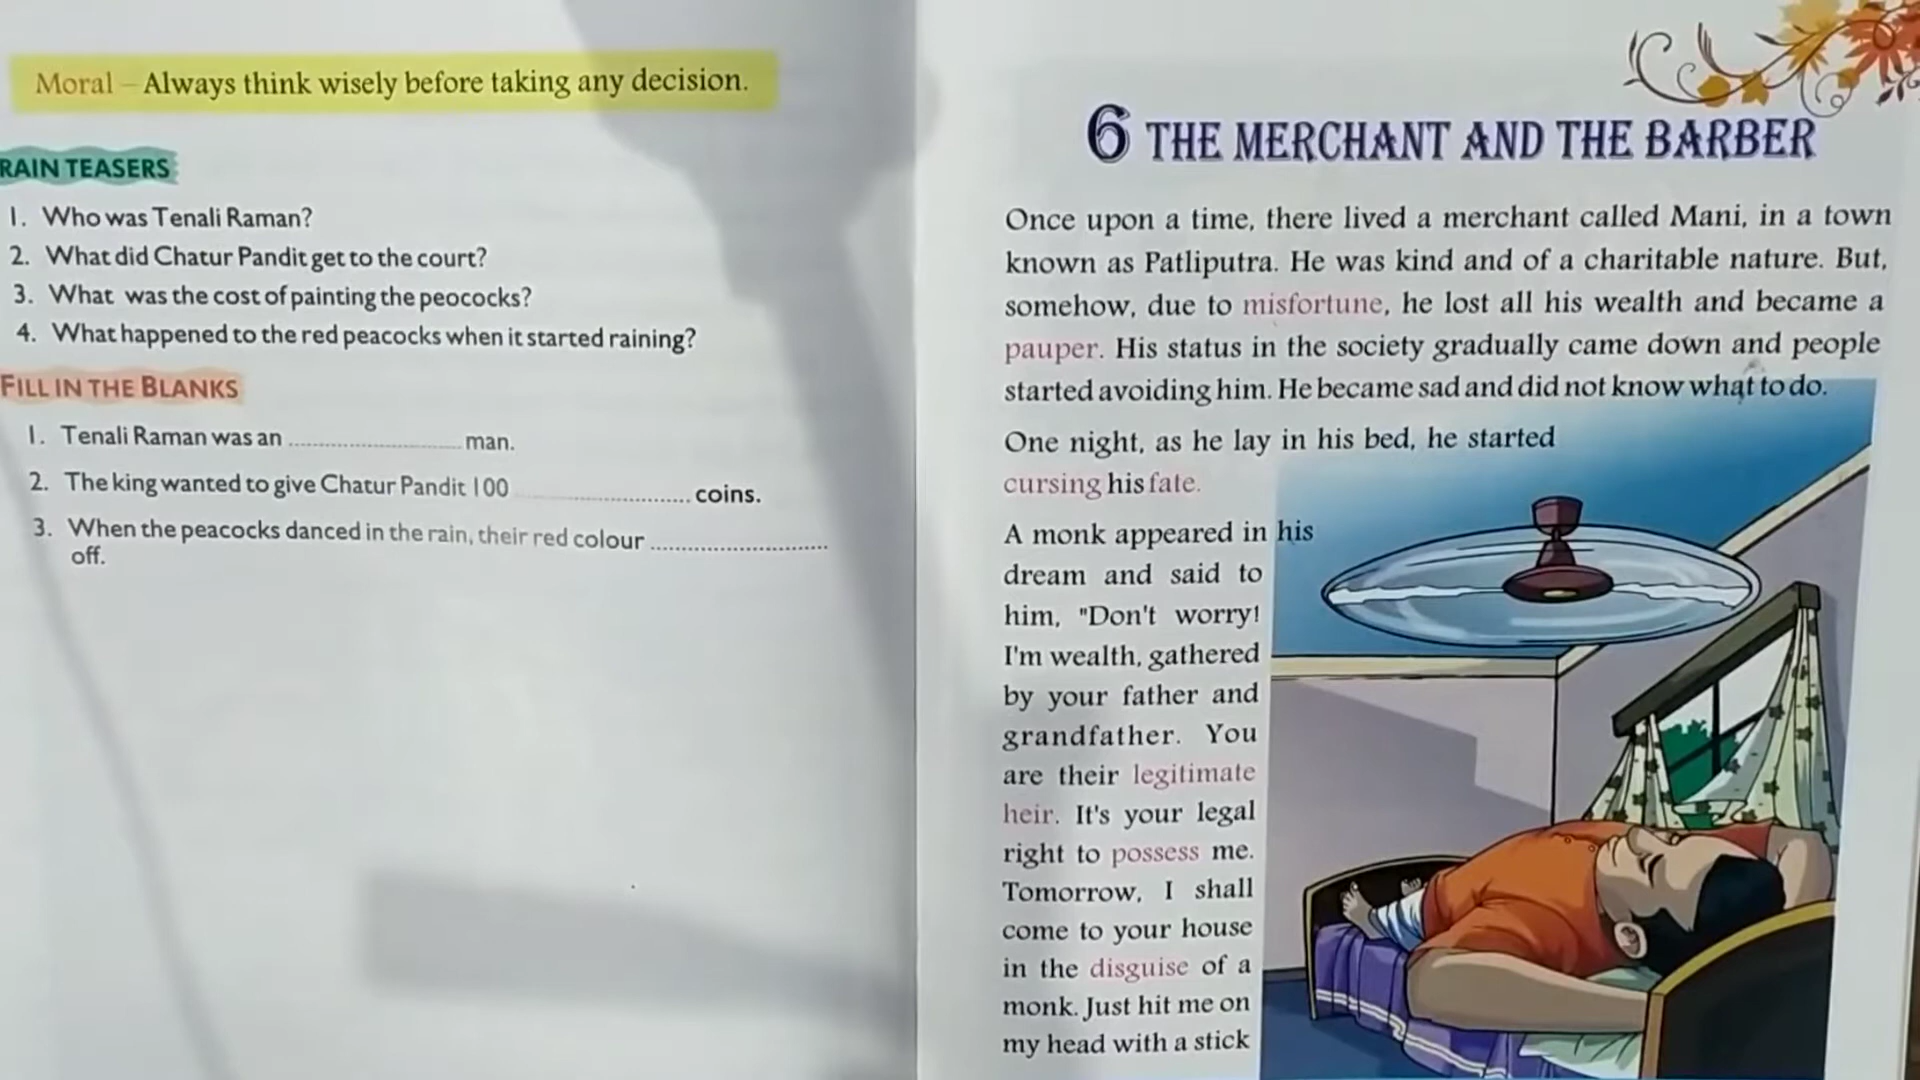 Moral – Always think wisely before taking any decision.
RAIN TEASERS
1. Who was Tenali Raman?
2. What did Chatur Pandit get to the court?
3. What was the cost of painting the peococks?
4. What happened to the red peacocks when it started raining?
FILL IN THE BLANKS
1. Tenali Raman was an ........................ man.
2. The king wanted to give Chatur Pandit 100 ........................ coins.
3. When the peacocks danced in the rain, their red colour ........................
off.
6 THE MERCHANT AND THE BARBER
Once upon a time, there lived a merchant called Mani, in a town
known as Patliputra. He was kind and of a charitable nature. But,
somehow, due to misfortune, he lost all his wealth and became a
pauper. His status in the society gradually came down and people
started avoiding him. He became sad and did not know what to do.
One night, as he lay in his bed, he started
cursing his fate.
A monk appeared in his
dream and said to
him, "Don't worry!
I'm wealth, gathered
by your father and
grandfather. You
are their legitimate
heir. It's your legal
right to possess me.
Tomorrow, I shall
come to your house
in the disguise of a
monk. Just hit me on
my head with a stick